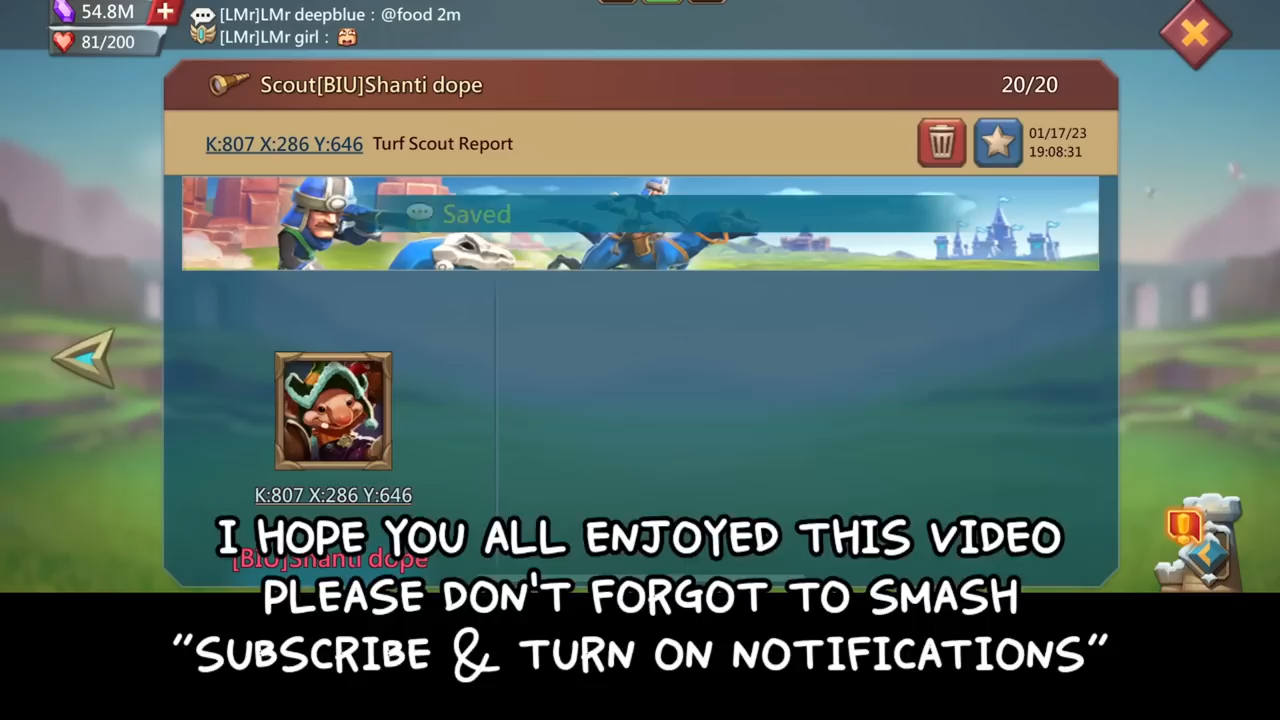 54.8M
[LMr]LMr deepblue : @food 2m
81/200
[LMr]LMr girl :
Scout[BIU]Shanti dope
20/20
K:807 X:286 Y:646 Turf Scout Report
01/17/23
19:08:31
Saved
K:807 X:286 Y:646
[BIU]Shanti dope
I HOPE YOU ALL ENJOYED THIS VIDEO
PLEASE DON'T FORGOT TO SMASH
“SUBSCRIBE & TURN ON NOTIFICATIONS”